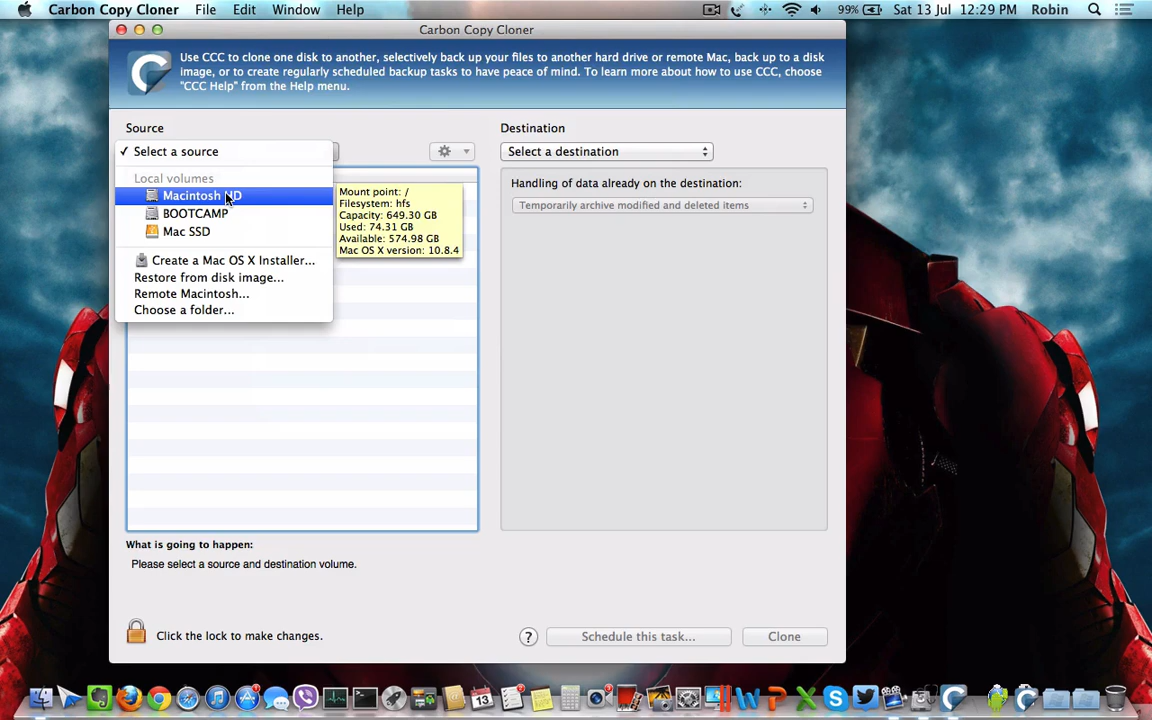 Carbon Copy Cloner File Edit Window Help
99% Sat 13 Jul 12:29 PM Robin
Carbon Copy Cloner
Use CCC to clone one disk to another, selectively back up your files to another hard drive or remote Mac, back up to a disk
image, or to create regularly scheduled backup tasks to have peace of mind. To learn more about how to use CCC, choose
"CCC Help" from the Help menu.
Source
✓ Select a source
Local volumes
Macintosh HD
BOOTCAMP
Mac SSD
Create a Mac OS X Installer...
Restore from disk image...
Remote Macintosh...
Choose a folder...
Mount point: /
Filesystem: hfs
Capacity: 649.30 GB
Used: 74.31 GB
Available: 574.98 GB
Mac OS X version: 10.8.4
Destination
Select a destination
Handling of data already on the destination:
Temporarily archive modified and deleted items
What is going to happen:
Please select a source and destination volume.
Click the lock to make changes.
?
Schedule this task...
Clone